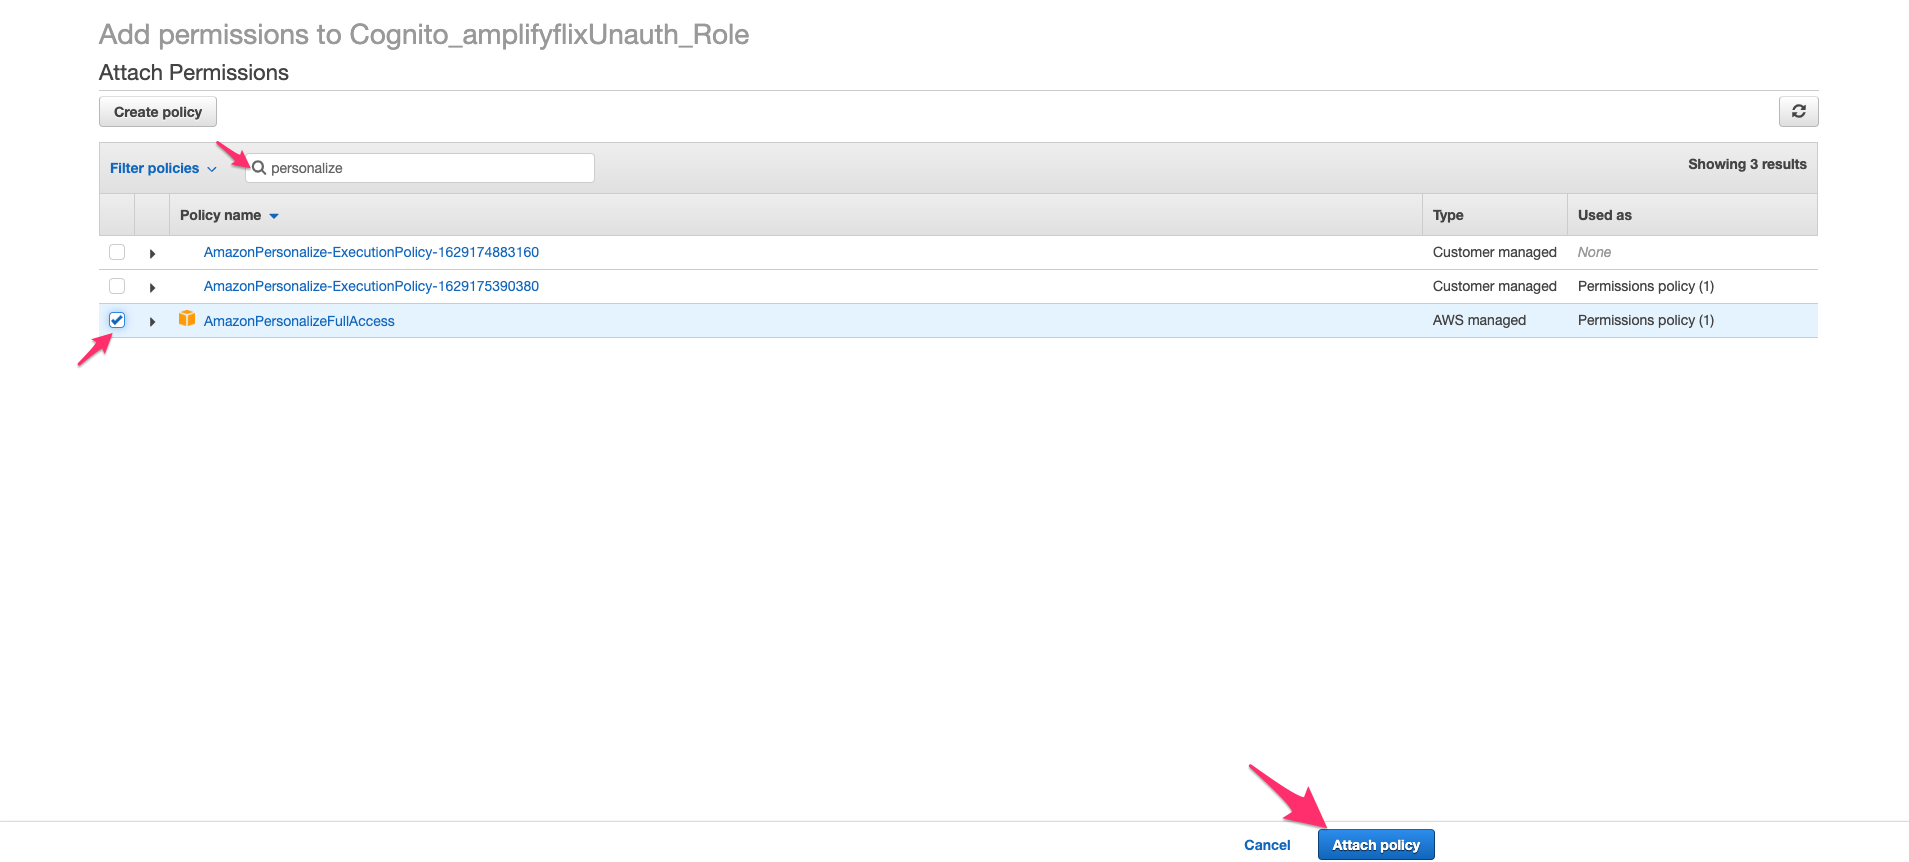 Add permissions to Cognito_amplifyflixUnauth_Role
Attach Permissions
Create policy
Filter policies personalize Showing 3 results
Policy name Type Used as
AmazonPersonalize-ExecutionPolicy-1629174883160 Customer managed None
AmazonPersonalize-ExecutionPolicy-1629175390380 Customer managed Permissions policy (1)
AmazonPersonalizeFullAccess AWS managed Permissions policy (1)
Cancel Attach policy